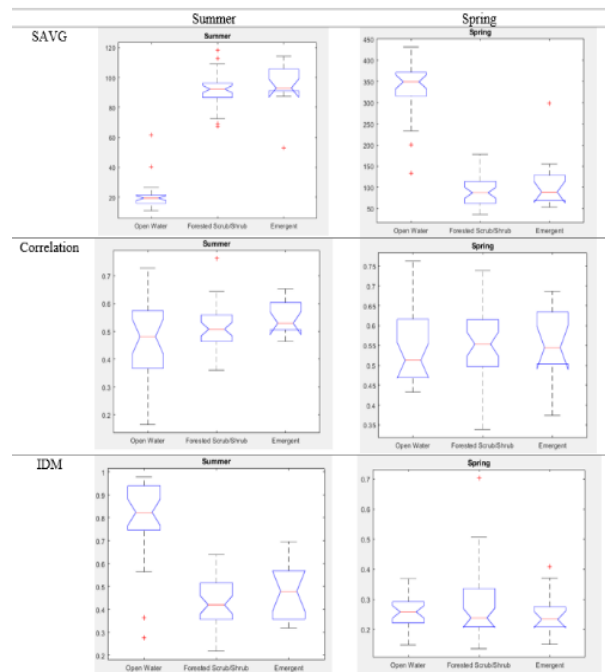 Summer Spring
SAVG
Summer
120
100
80
60
40
20
Open Water Forested Scrub/Shrub Emergent
Spring
450
400
350
300
250
200
150
100
50
Open Water Forested Scrub/Shrub Emergent
Correlation
Summer
0.7
0.6
0.5
0.4
0.3
0.2
Open Water Forested Scrub/Shrub Emergent
Spring
0.75
0.7
0.65
0.6
0.55
0.5
0.45
0.4
0.35
Open Water Forested Scrub/Shrub Emergent
IDM
Summer
1
0.9
0.8
0.7
0.6
0.5
0.4
0.3
0.2
Open Water Forested Scrub/Shrub Emergent
Spring
0.7
0.6
0.5
0.4
0.3
0.2
Open Water Forested Scrub/Shrub Emergent